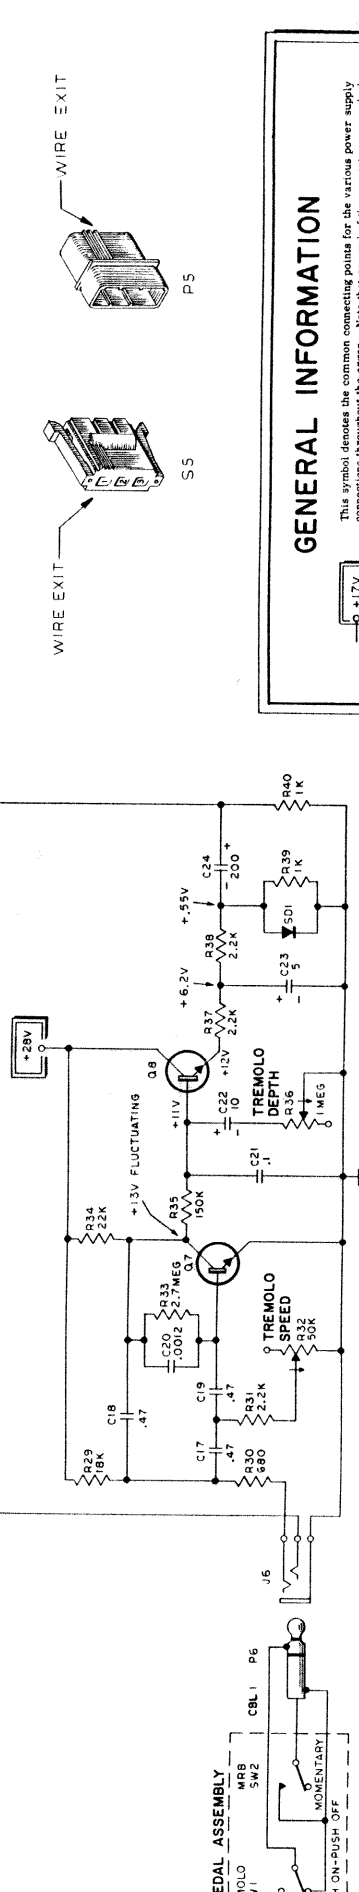 WIRE EXIT
P5
WIRE EXIT
S5
GENERAL INFORMATION
This symbol denotes the common connecting points for the various power supply
+17V
+28V
R34
22K
+13V FLUCTUATING
R35
150K
Q8
+11V
+12V
C22
10
+
-
TREMOLO
DEPTH
R36
1 MEG
C21
.1
R37
2.2K
+6.2V
R38
2.2K
C23
5
+
-
+.55V
C24
200
-
+
SD1
R39
1K
R40
1K
R29
18K
C18
.47
R33
2.7MEG
C20
.0012
Q7
C17
.47
C19
.47
R30
680
R31
2.2K
TREMOLO
SPEED
R32
50K
J6
P6
CBL 1
EDAL ASSEMBLY
MRB
SW2
MOMENTARY
MOLO
H ON-PUSH OFF